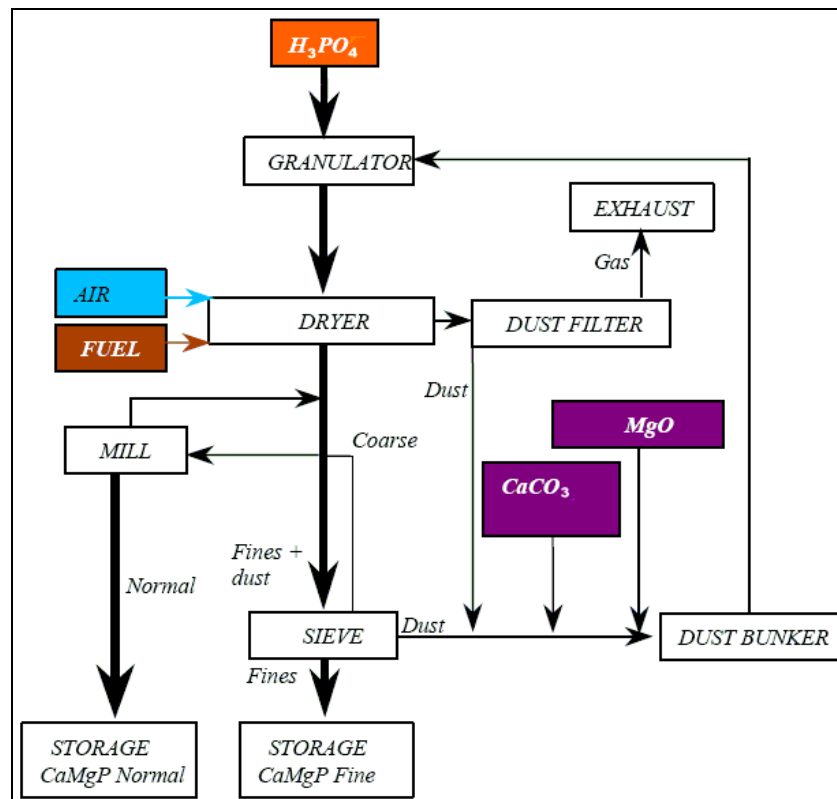 H₃PO₄
GRANULATOR
EXHAUST
Gas
AIR
DRYER
DUST FILTER
FUEL
Dust
MgO
MILL
Coarse
CaCO₃
Fines +
dust
Normal
SIEVE
Dust
DUST BUNKER
Fines
STORAGE
CaMgP Normal
STORAGE
CaMgP Fine